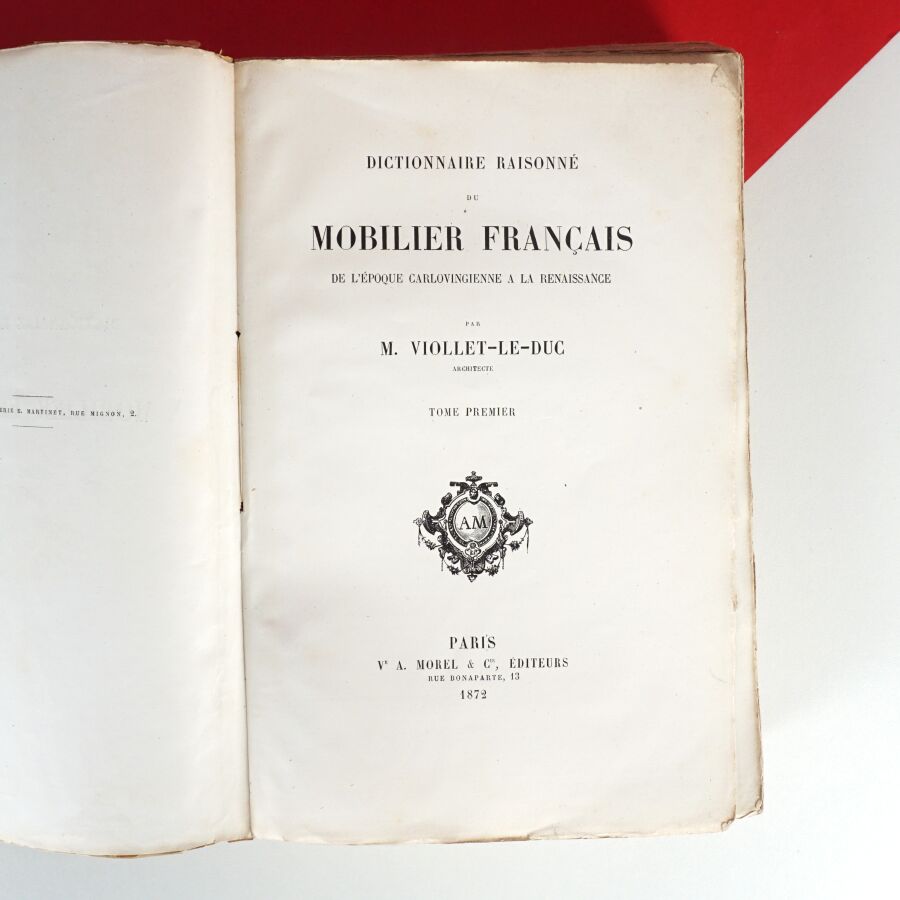 ERIE E. MARTINET, RUE MIGNON, 2.
DICTIONNAIRE RAISONNÉ
DU
MOBILIER FRANÇAIS
DE L'ÉPOQUE CARLOVINGIENNE A LA RENAISSANCE
PAR
M. VIOLLET-LE-DUC
ARCHITECTE
TOME PREMIER
AM
PARIS
Vᴱ A. MOREL & Cⁱᵉ, ÉDITEURS
RUE BONAPARTE, 13
1872